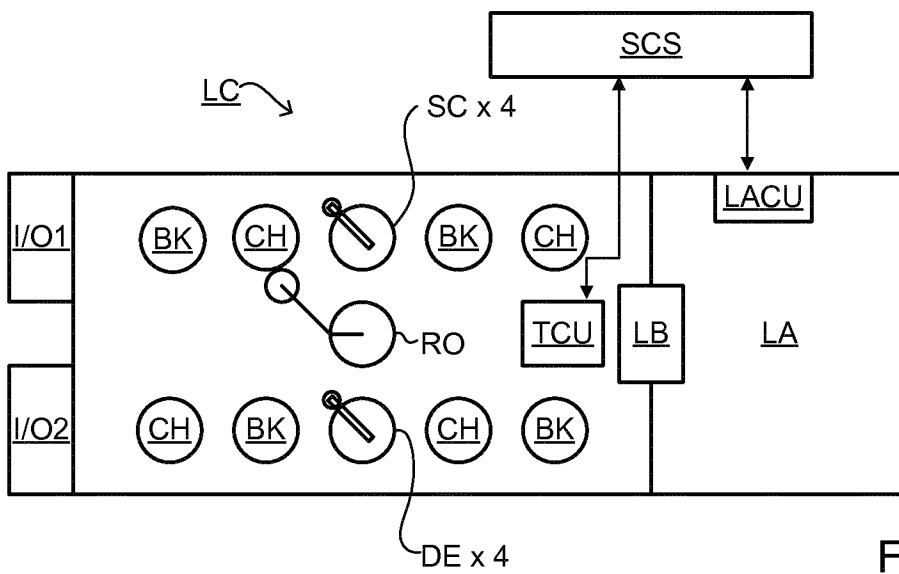 SCS
LC
SC x 4
I/O1
BK
CH
BK
CH
LACU
RO
TCU
LB
LA
I/O2
CH
BK
CH
BK
DE x 4
F